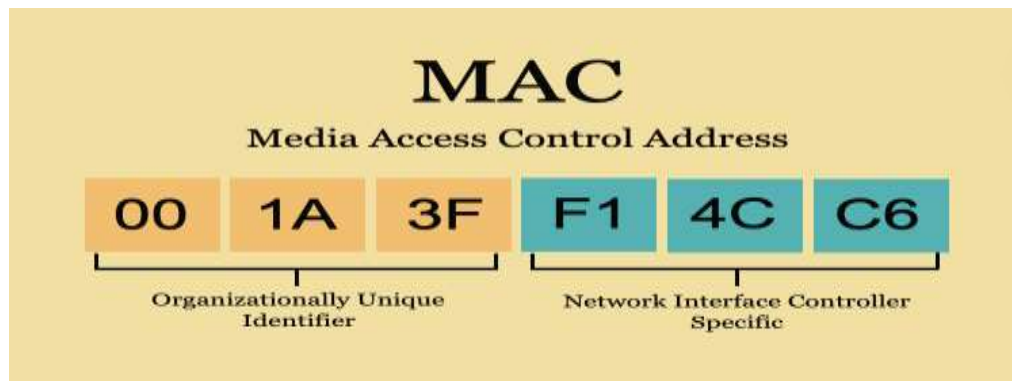 MAC
Media Access Control Address
00 1A 3F F1 4C C6
Organizationally Unique
Identifier
Network Interface Controller
Specific